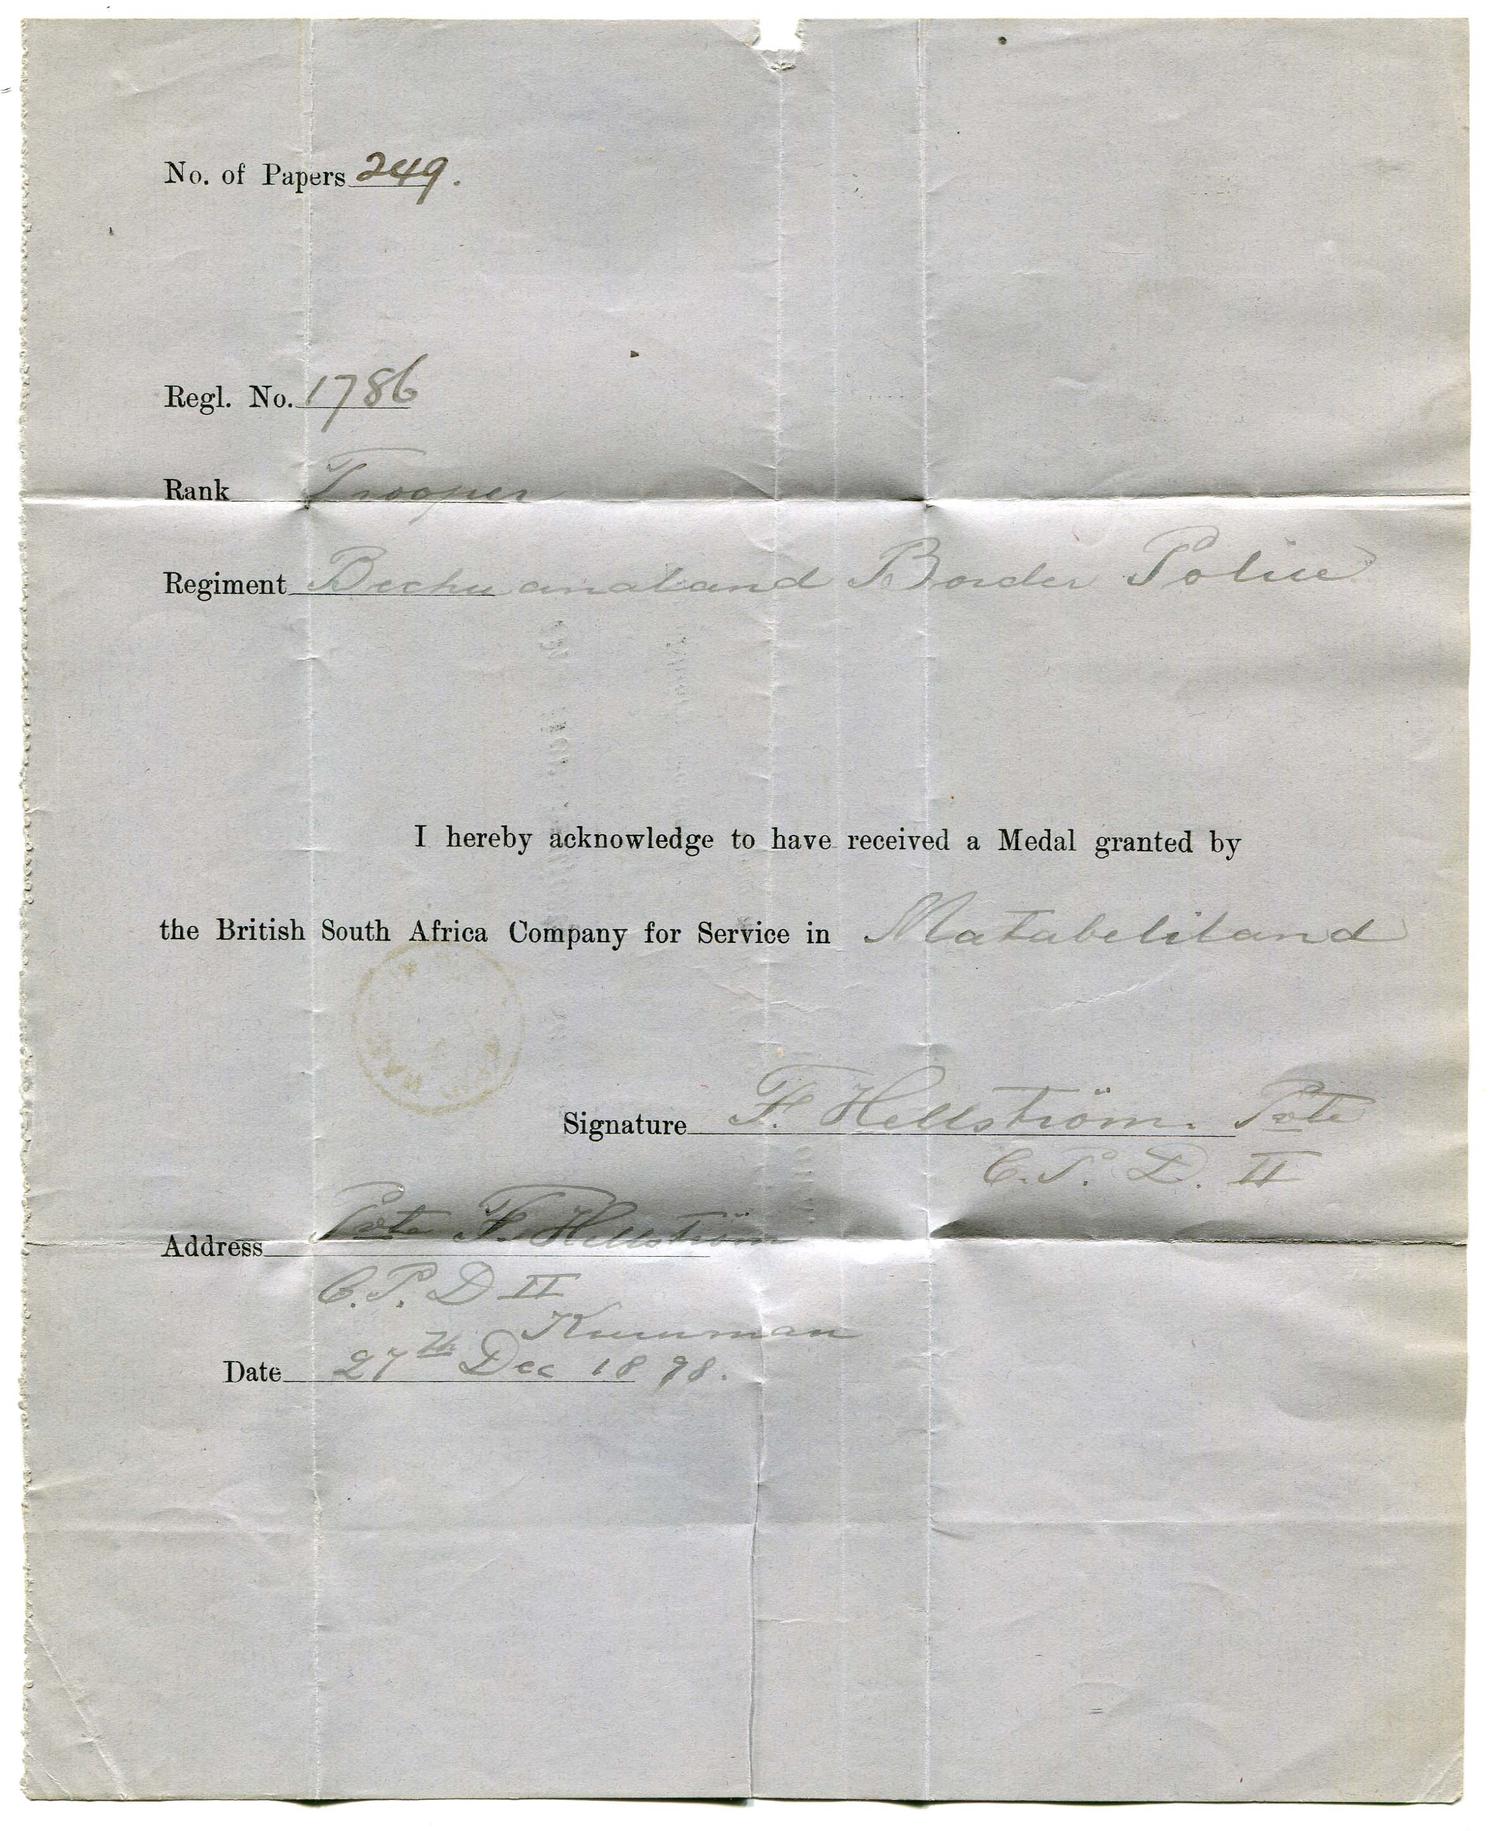 No. of Papers 249.
Regl. No. 1786
Rank Trooper
Regiment Bechuanaland Border Police
I hereby acknowledge to have received a Medal granted by
the British South Africa Company for Service in Matabeliland
Signature F. Hellström. Pvte
C.P.D. II
Address Pvte F. Hellström
C.P.D II
Kuruman
Date 27th Dec 1898.